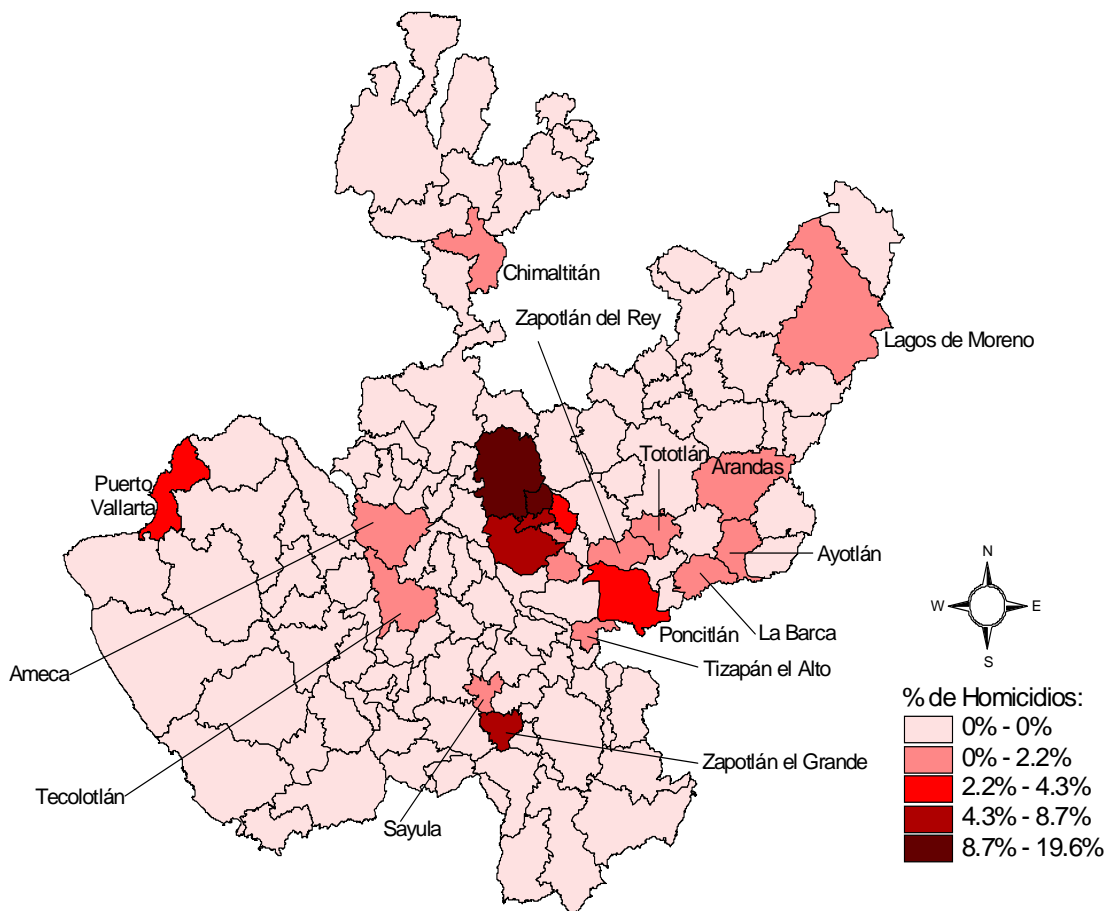 Chimaltitán
Zapotlán del Rey
Lagos de Moreno
Tototlán
Arandas
Puerto
Vallarta
Ayotlán
N
W
E
S
Poncitlán
La Barca
Tizapán el Alto
Ameca
Zapotlán el Grande
Tecolotlán
Sayula
% de Homicidios:
0% - 0%
0% - 2.2%
2.2% - 4.3%
4.3% - 8.7%
8.7% - 19.6%